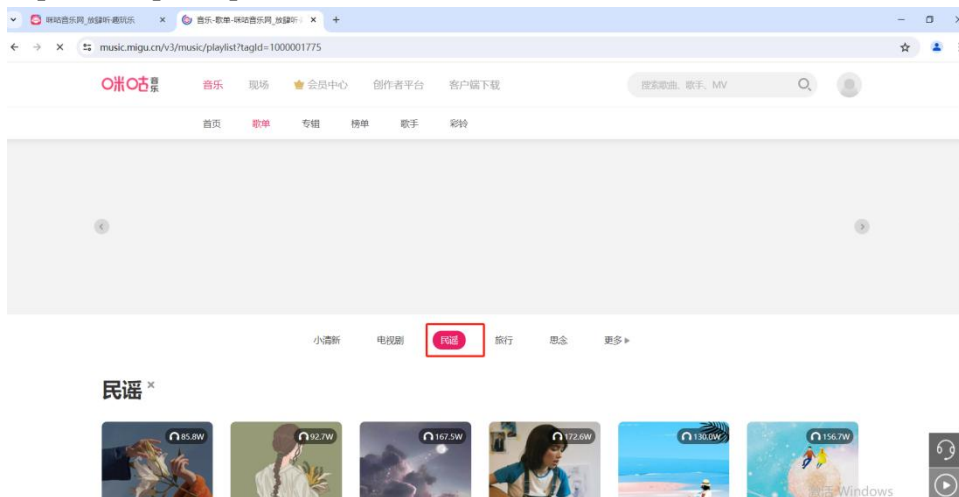 咪咕音乐网_放肆听·趣玩乐
音乐-歌单-咪咕音乐网_放肆听·
music.migu.cn/v3/music/playlist?tagId=1000001775
咪咕音乐 音乐 现场 会员中心 创作者平台 客户端下载 搜索歌曲、歌手、MV
首页 歌单 专辑 榜单 歌手 彩铃
小清新 电视剧 民谣 旅行 思念 更多
民谣 ×
85.8W 92.7W 167.5W 172.6W 130.0W 156.7W
激活 Windows